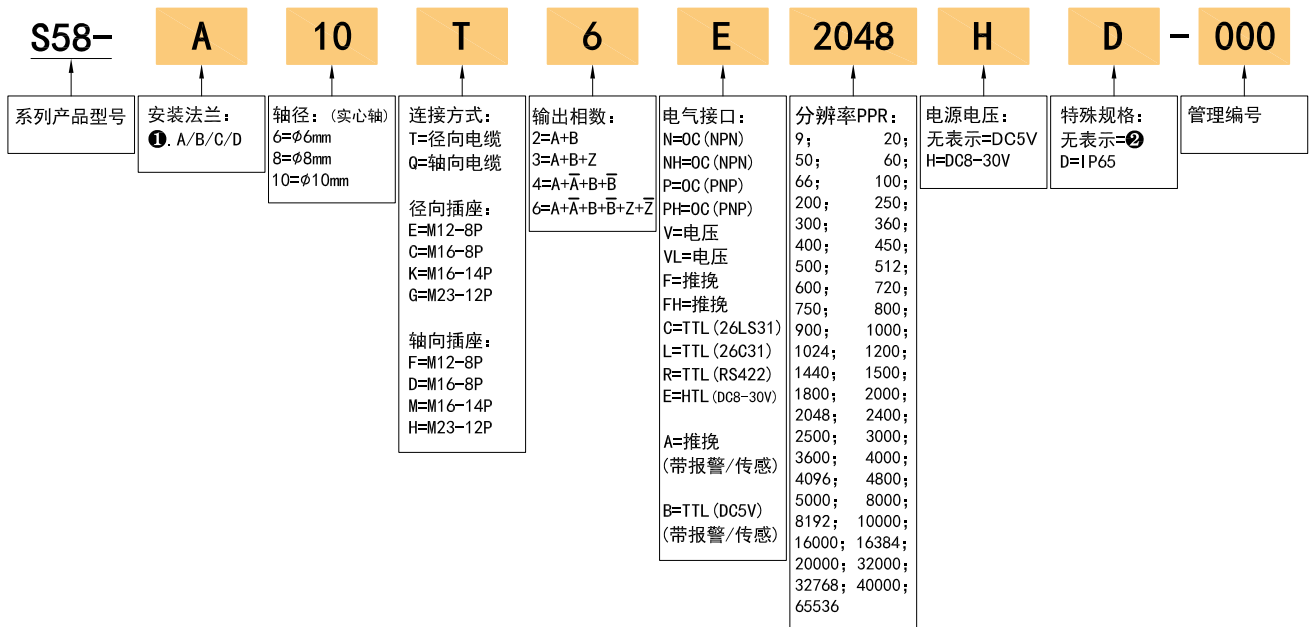 S58- A 10 T 6 E 2048 H D - 000
系列产品型号
安装法兰:
❶. A/B/C/D
轴径: (实心轴)
6=φ6mm
8=φ8mm
10=φ10mm
连接方式:
T=径向电缆
Q=轴向电缆
径向插座:
E=M12-8P
C=M16-8P
K=M16-14P
G=M23-12P
轴向插座:
F=M12-8P
D=M16-8P
M=M16-14P
H=M23-12P
输出相数:
2=A+B
3=A+B+Z
4=A+A̅+B+B̅
6=A+A̅+B+B̅+Z+Z̅
电气接口:
N=OC(NPN)
NH=OC(NPN)
P=OC(PNP)
PH=OC(PNP)
V=电压
VL=电压
F=推挽
FH=推挽
C=TTL(26LS31)
L=TTL(26C31)
R=TTL(RS422)
E=HTL(DC8-30V)
A=推挽
(带报警/传感)
B=TTL(DC5V)
(带报警/传感)
分辨率PPR:
9; 20;
50; 60;
66; 100;
200; 250;
300; 360;
400; 450;
500; 512;
600; 720;
750; 800;
900; 1000;
1024; 1200;
1440; 1500;
1800; 2000;
2048; 2400;
2500; 3000;
3600; 4000;
4096; 4800;
5000; 8000;
8192; 10000;
16000; 16384;
20000; 32000;
32768; 40000;
65536
电源电压:
无表示=DC5V
H=DC8-30V
特殊规格:
无表示=❷
D=IP65
管理编号